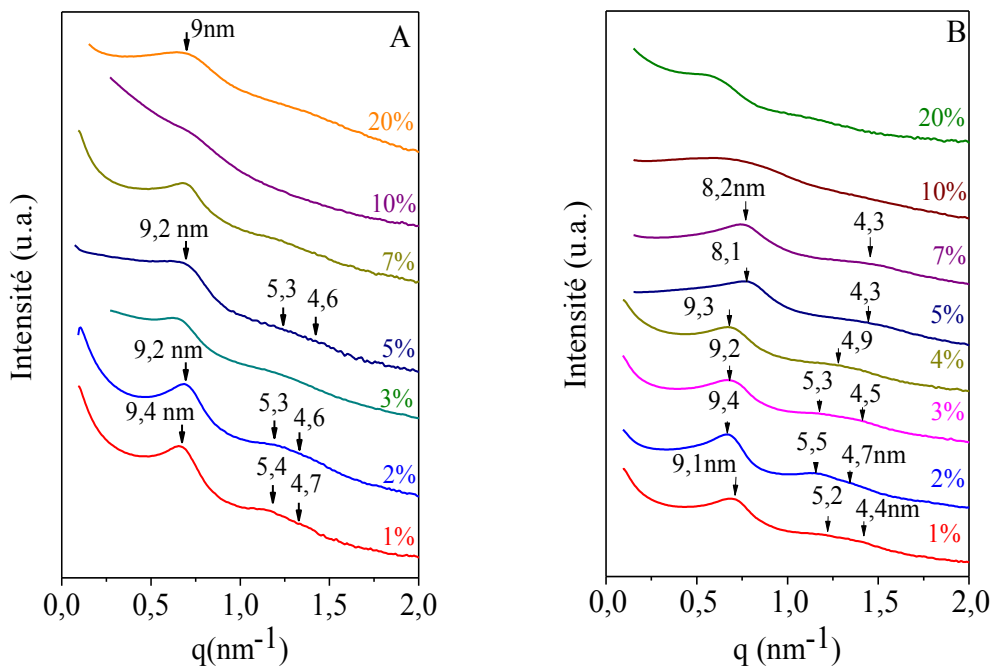 A
9nm
20%
10%
9,2 nm
7%
5,3
4,6
5%
9,2 nm
3%
5,3
4,6
9,4 nm
2%
5,4
4,7
1%
Intensité (u.a.)
0,0 0,5 1,0 1,5 2,0
q(nm-1)
B
20%
10%
8,2nm
4,3
7%
8,1
4,3
5%
9,3
4,9
4%
9,2
5,3
4,5
3%
9,4
5,5
4,7nm
2%
9,1nm
5,2
4,4nm
1%
Intensité (u.a.)
0,0 0,5 1,0 1,5 2,0
q (nm-1)